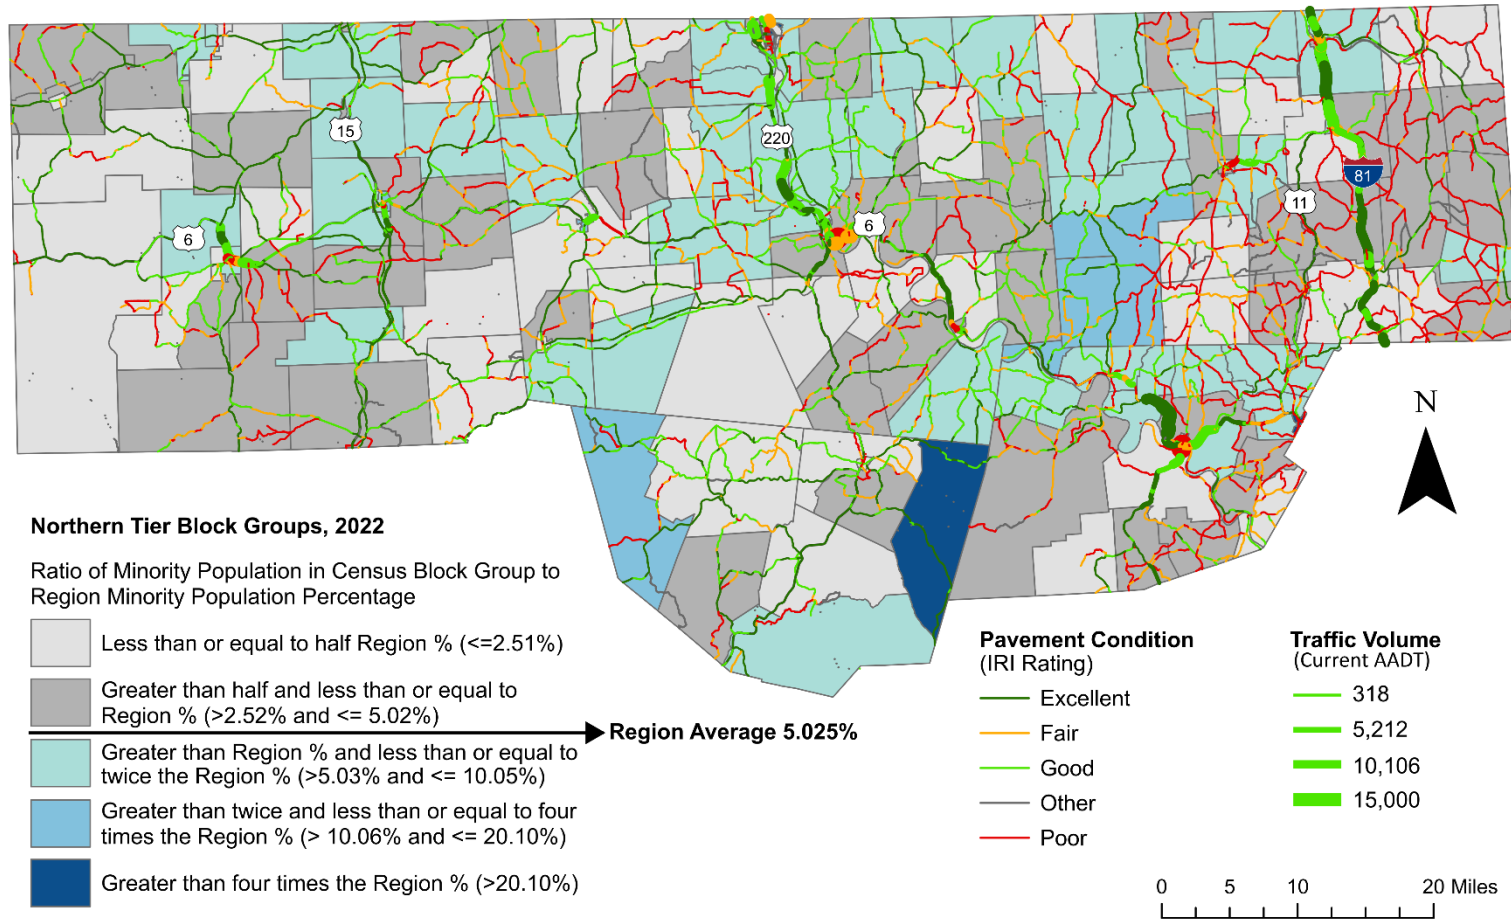 15
220
81
11
6
6
N
Northern Tier Block Groups, 2022
Ratio of Minority Population in Census Block Group to
Region Minority Population Percentage
Less than or equal to half Region % (<=2.51%)
Greater than half and less than or equal to
Region % (>2.52% and <= 5.02%)
Region Average 5.025%
Greater than Region % and less than or equal to
twice the Region % (>5.03% and <= 10.05%)
Greater than twice and less than or equal to four
times the Region % (> 10.06% and <= 20.10%)
Greater than four times the Region % (>20.10%)
Pavement Condition
(IRI Rating)
Excellent
Fair
Good
Other
Poor
Traffic Volume
(Current AADT)
318
5,212
10,106
15,000
0 5 10 20 Miles